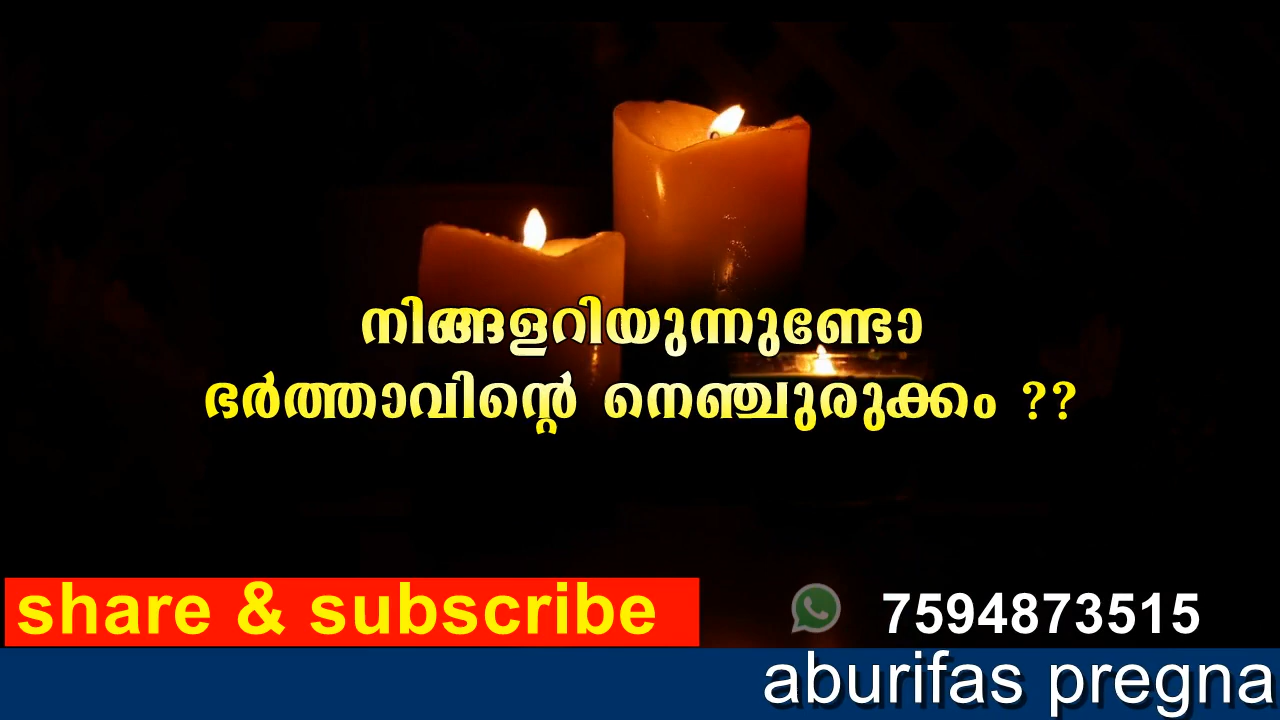 നിങ്ങളറിയുന്നുണ്ടോ
ഭർത്താവിന്റെ നെഞ്ചുരുക്കം ??
share & subscribe
7594873515
aburifas pregna